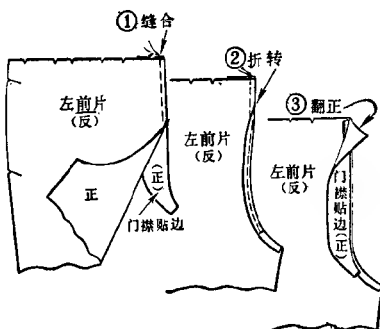 ①缝合
左前片
(反)
正
(正)
门襟贴边
②折转
左前片
(反)
③翻正
左前片
(反)
门襟贴边(正)